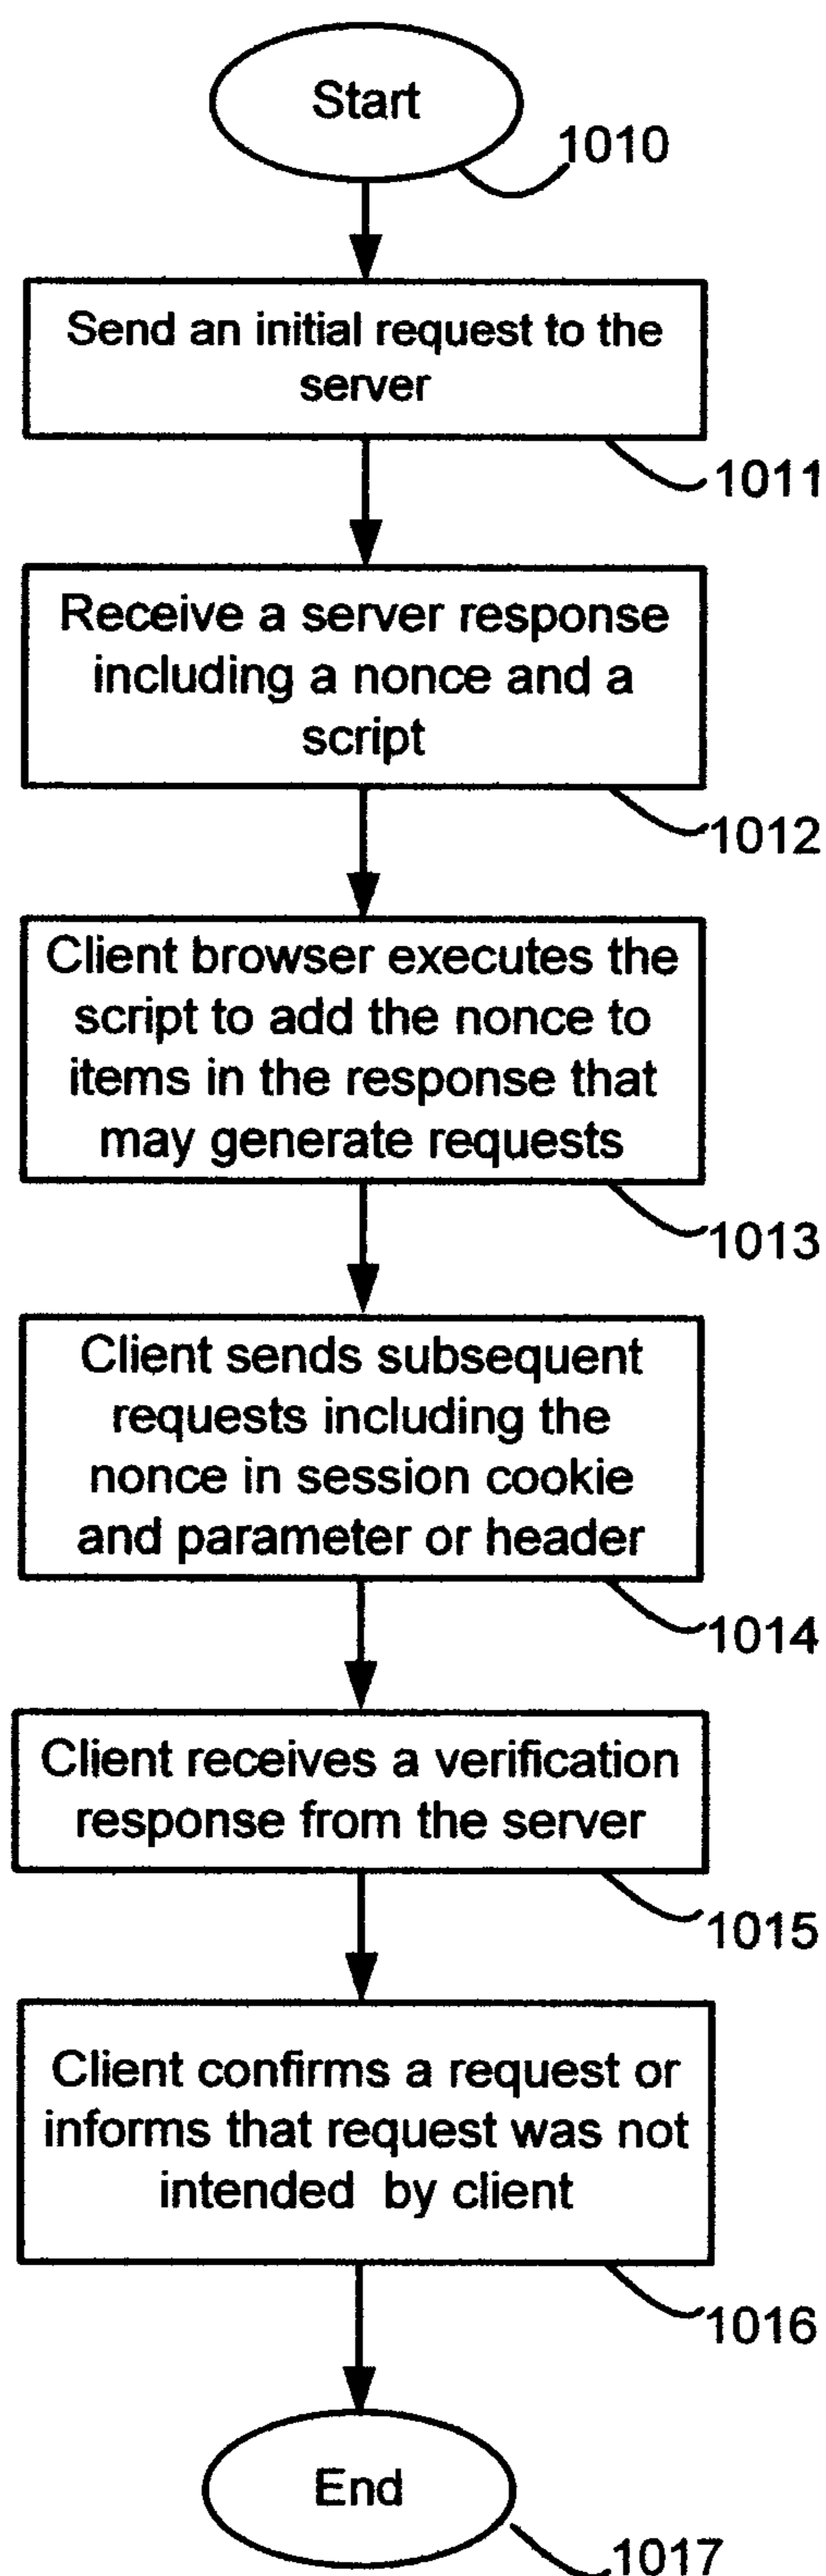 Start
1010
Send an initial request to the
server
1011
Receive a server response
including a nonce and a
script
1012
Client browser executes the
script to add the nonce to
items in the response that
may generate requests
1013
Client sends subsequent
requests including the
nonce in session cookie
and parameter or header
1014
Client receives a verification
response from the server
1015
Client confirms a request or
informs that request was not
intended by client
1016
End
1017